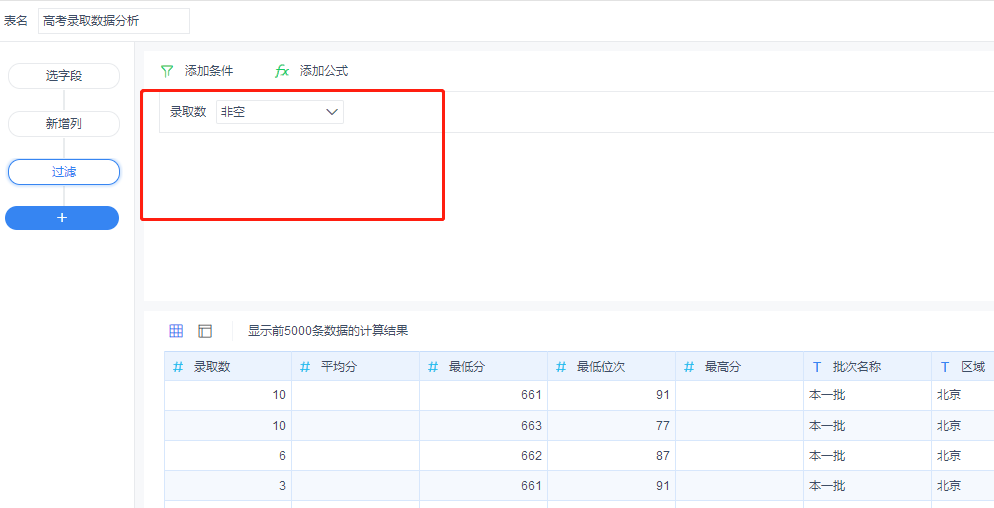 表名 高考录取数据分析
选字段
新增列
过滤
+
添加条件 fx 添加公式
录取数 非空
显示前5000条数据的计算结果
# 录取数 # 平均分 # 最低分 # 最低位次 # 最高分 T 批次名称 T 区域
10 661 91 本一批 北京
10 663 77 本一批 北京
6 662 87 本一批 北京
3 661 91 本一批 北京